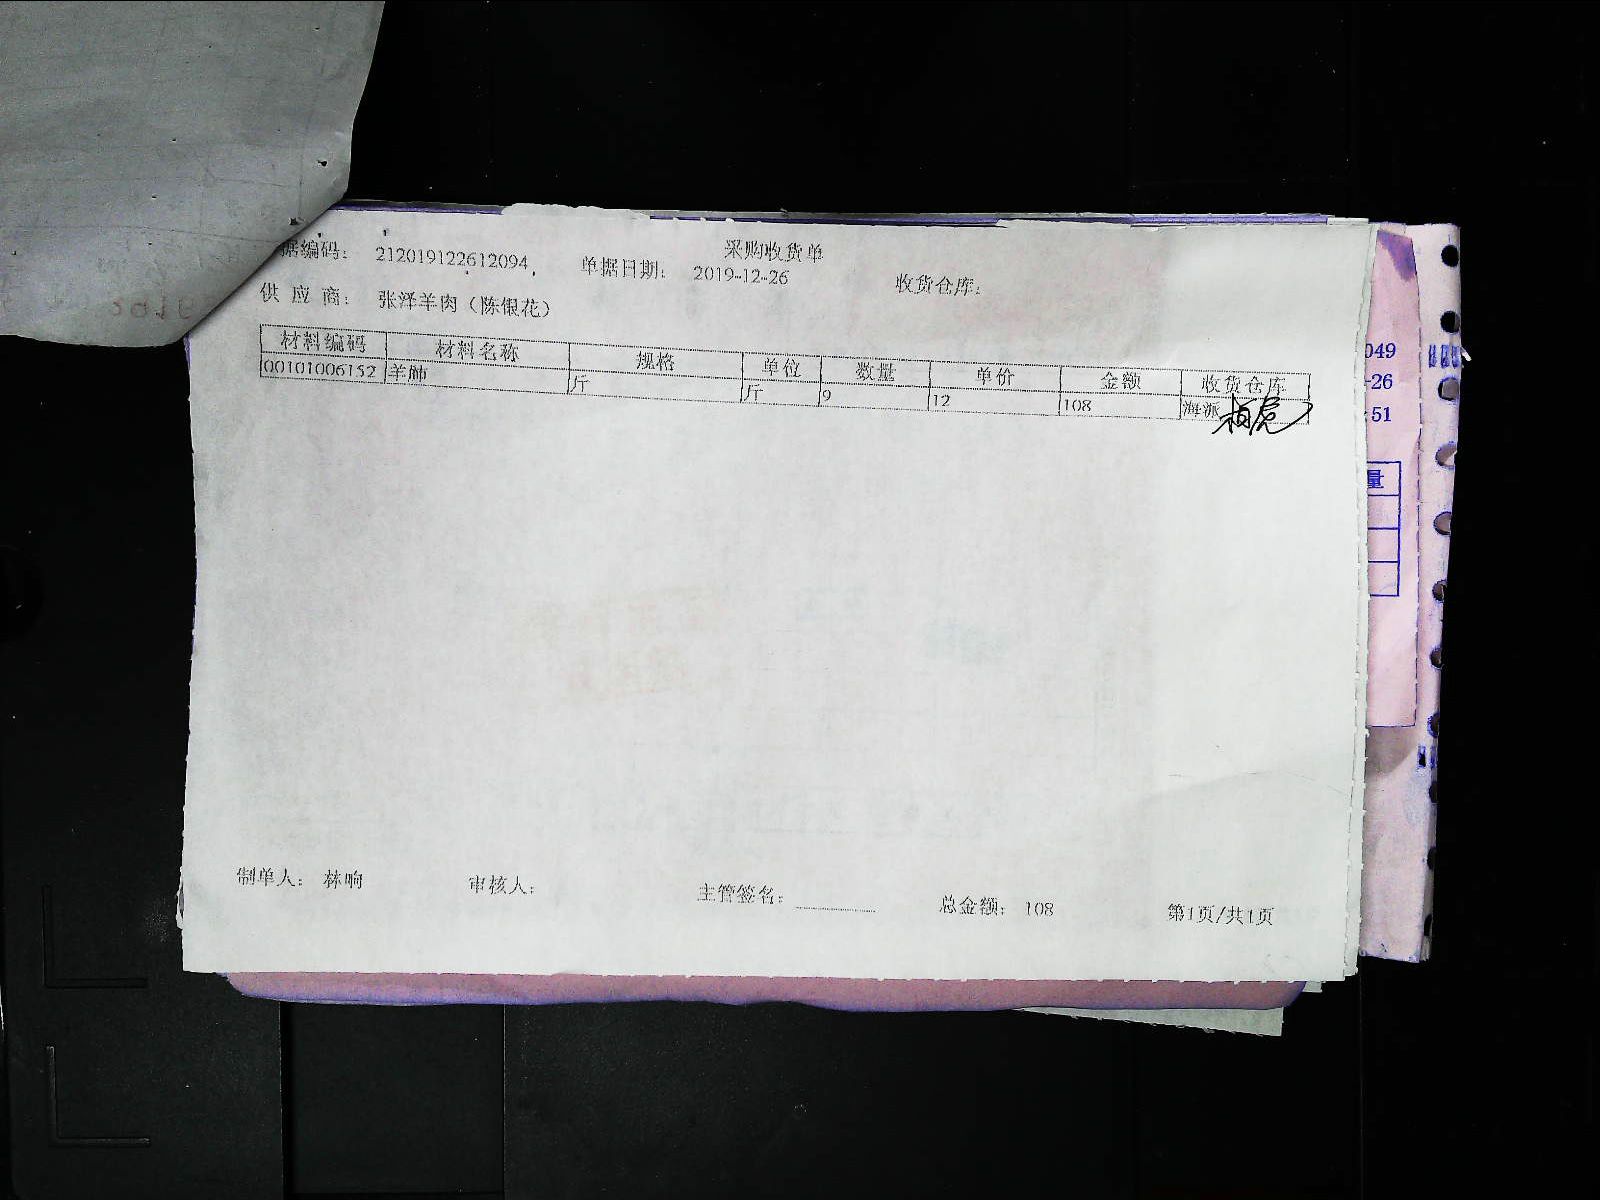 采购收货单
据编码： 212019122612094 单据日期： 2019-12-26 收货仓库：
供 应 商： 张泽羊肉（陈银花）
材料编码 材料名称 规格 单位 数量 单价 金额 收货仓库
00101006152 羊肺 斤 斤 9 12 108 海派
制单人： 林响 审核人： 主管签名： 总金额： 108 第1页/共1页
049
-26
51
量